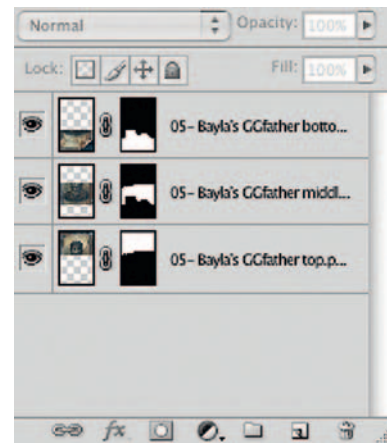 Normal Opacity: 100%
Lock: Fill: 100%
05- Bayla's GGfather botto...
05- Bayla's GGfather middl...
05- Bayla's GGfather top.p...
fx